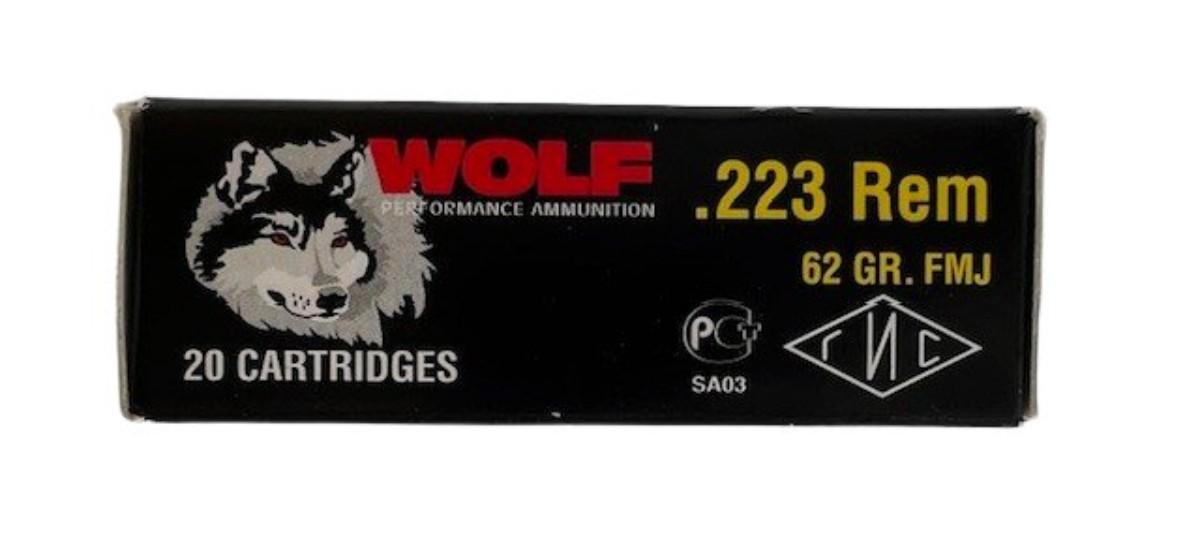 WOLF
PERFORMANCE AMMUNITION
.223 Rem
62 GR. FMJ
20 CARTRIDGES
РСТ
SA03
ГИС